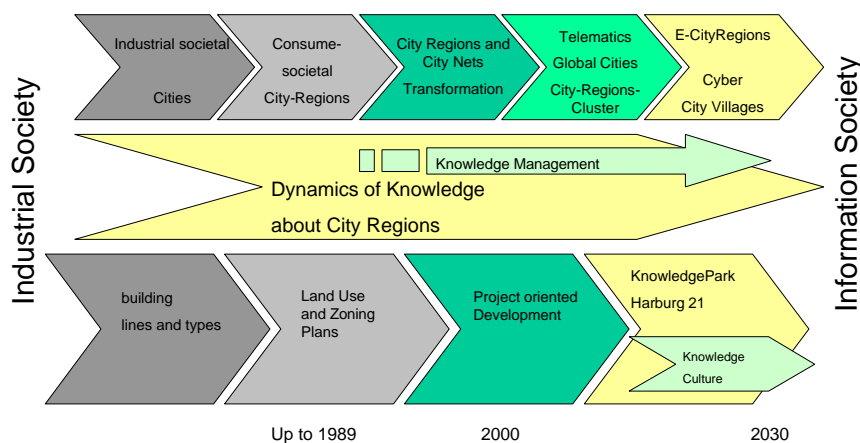 Industrial Society
Industrial societal
Cities
Consume-
societal
City-Regions
City Regions and
City Nets
Transformation
Telematics
Global Cities
City-Regions-
Cluster
E-CityRegions
Cyber
City Villages
Information Society
Knowledge Management
Dynamics of Knowledge
about City Regions
building
lines and types
Land Use
and Zoning
Plans
Project oriented
Development
KnowledgePark
Harburg 21
Knowledge
Culture
Up to 1989
2000
2030